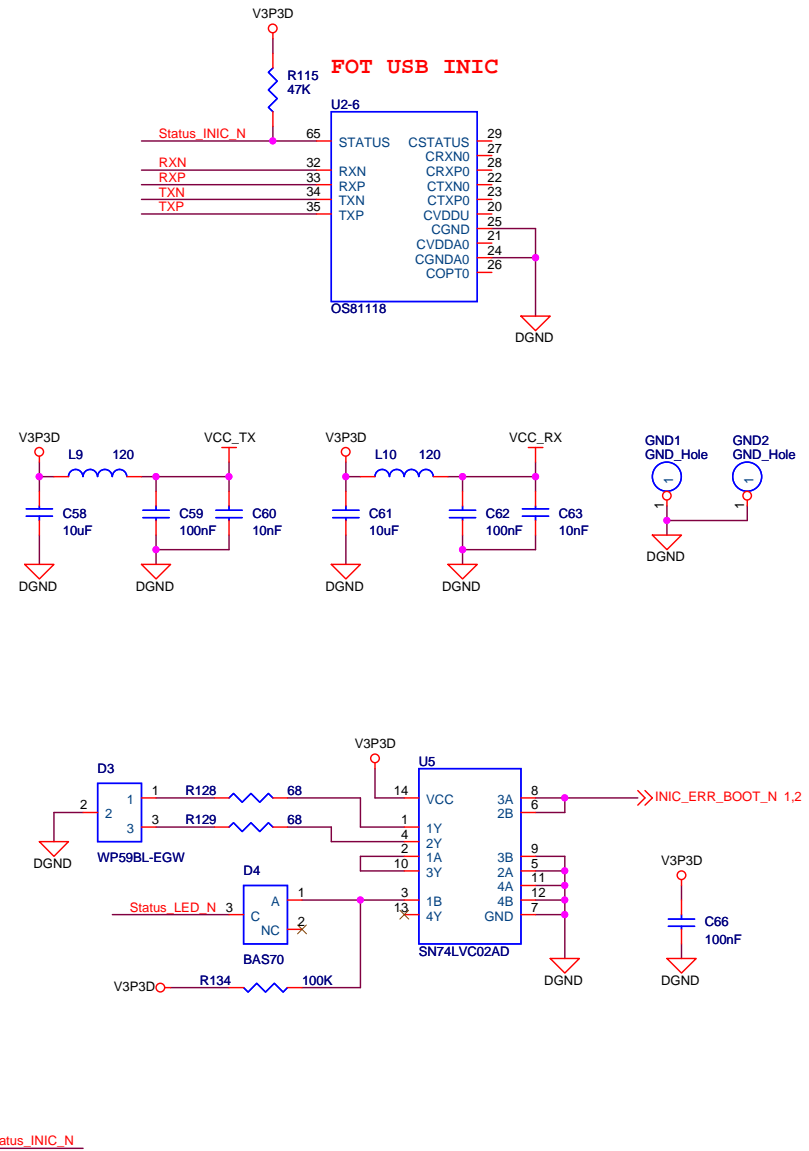 V3P3D
FOT USB INIC
R115
47K
U2-6
Status_INIC_N 65 STATUS CSTATUS 29
CRXN0 27
RXN 32 RXN CRXP0 28
RXP 33 RXP CTXN0 22
TXN 34 TXN CTXP0 23
TXP 35 TXP CVDDU 20
CGND 25
CVDDA0 21
CGNDA0 24
COPT0 26
OS81118
DGND
V3P3D L9 120 VCC_TX V3P3D L10 120 VCC_RX
GND1 GND2
GND_Hole GND_Hole
1 1
1 1
C58 C59 C60 C61 C62 C63
10uF 100nF 10nF 10uF 100nF 10nF
DGND
DGND DGND DGND DGND
V3P3D
U5
D3
14 VCC 3A 8 INIC_ERR_BOOT_N 1,2
1 1 R128 68
2B 6
2 2
1 1Y
3 3 R129 68
4 2Y
2 1A 3B 9
10 3Y 2A 5
4A 11
DGND
WP59BL-EGW
V3P3D
D4
A 1 3 1B 4B 12
Status_LED_N 3 C
13 4Y GND 7
NC 2
C66
100nF
BAS70
SN74LVC02AD
V3P3D R134 100K
DGND DGND
atus_INIC_N